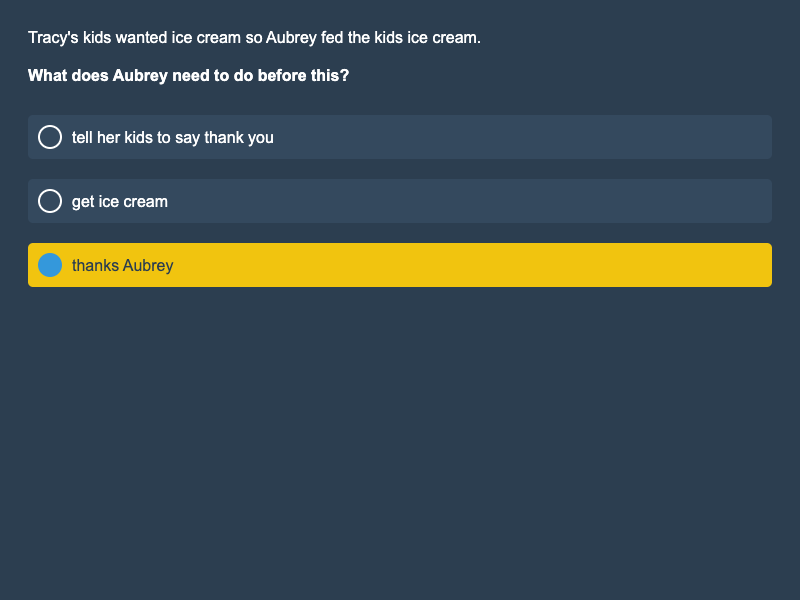 Tracy's kids wanted ice cream so Aubrey fed the kids ice cream.
What does Aubrey need to do before this?
tell her kids to say thank you
get ice cream
thanks Aubrey